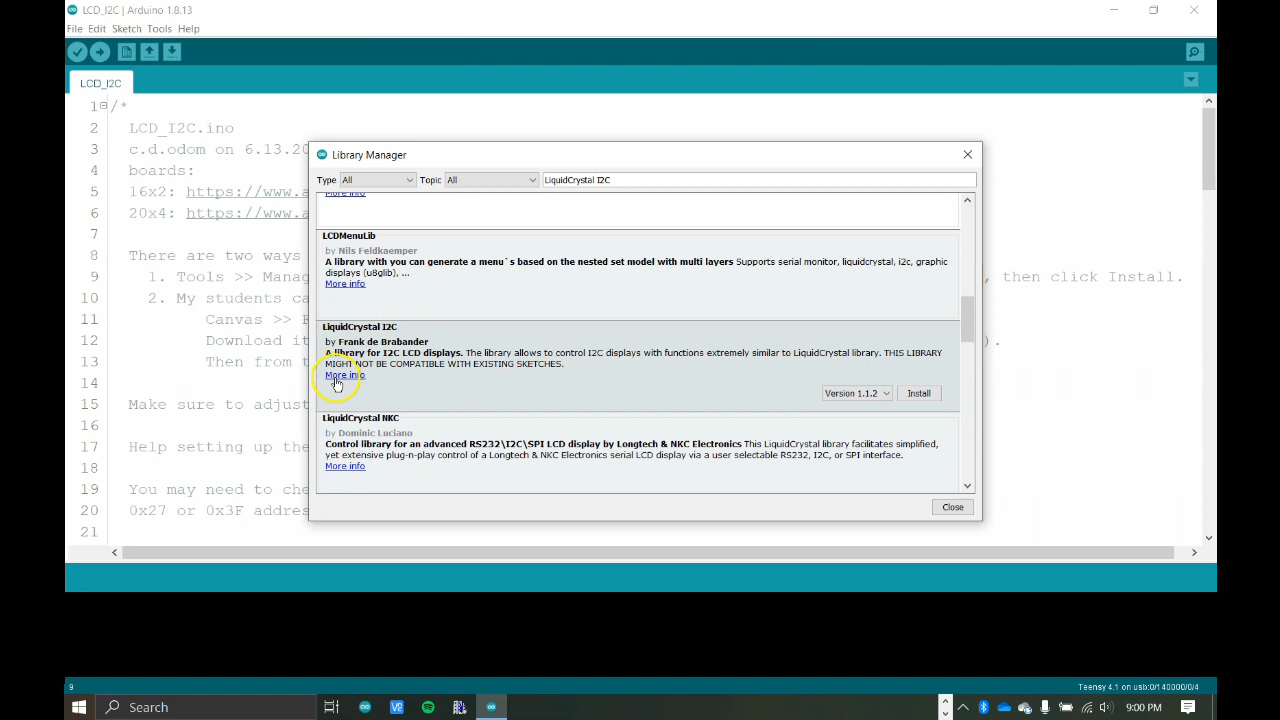 LCD_I2C | Arduino 1.8.13
File Edit Sketch Tools Help
LCD_I2C
1 /*
2 LCD_I2C.ino
3 c.d.odom on 6.13.20
4 boards:
5 16x2: https://www.a
6 20x4: https://www.a
7
8 There are two ways
9 1. Tools >> Manag , then click Install.
10 2. My students ca
11 Canvas >> F
12 Download it ).
13 Then from t
14
15 Make sure to adjust
16
17 Help setting up the
18
19 You may need to che
20 0x27 or 0x3F addres
21
Library Manager
Type All Topic All LiquidCrystal I2C
More info
LCDMenuLib
by Nils Feldkaemper
A library with you can generate a menu`s based on the nested set model with multi layers Supports serial monitor, liquidcrystal, i2c, graphic
displays (u8glib), ...
More info
LiquidCrystal I2C
by Frank de Brabander
A library for I2C LCD displays. The library allows to control I2C displays with functions extremely similar to LiquidCrystal library. THIS LIBRARY
MIGHT NOT BE COMPATIBLE WITH EXISTING SKETCHES.
More info
Version 1.1.2 Install
LiquidCrystal NKC
by Dominic Luciano
Control library for an advanced RS232\I2C\SPI LCD display by Longtech & NKC Electronics This LiquidCrystal library facilitates simplified,
yet extensive plug-n-play control of a Longtech & NKC Electronics serial LCD display via a user selectable RS232, I2C, or SPI interface.
More info
Close
9 Teensy 4.1 on usb:0/140000/0/4
Search 9:00 PM